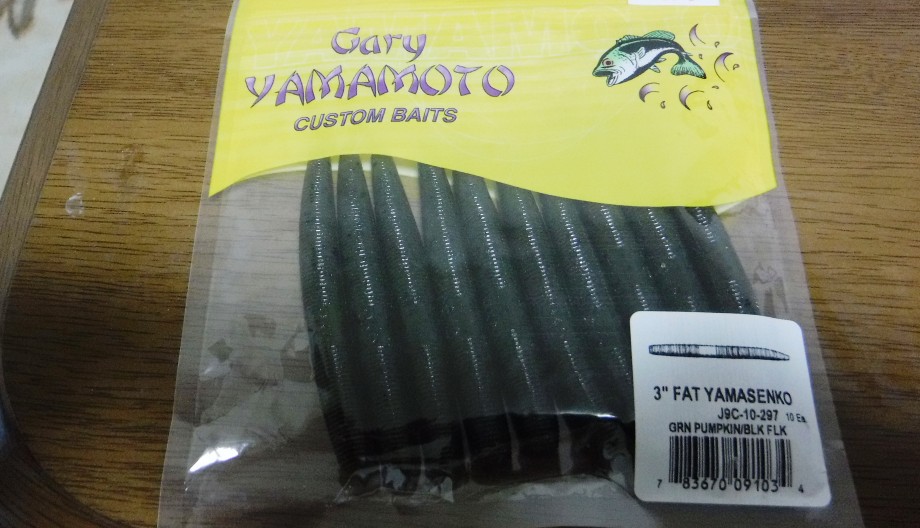 Gary
YAMAMOTO
CUSTOM BAITS
3" FAT YAMASENKO
J9C-10-297 10 Ea.
GRN PUMPKIN/BLK FLK
7 83670 09103 4